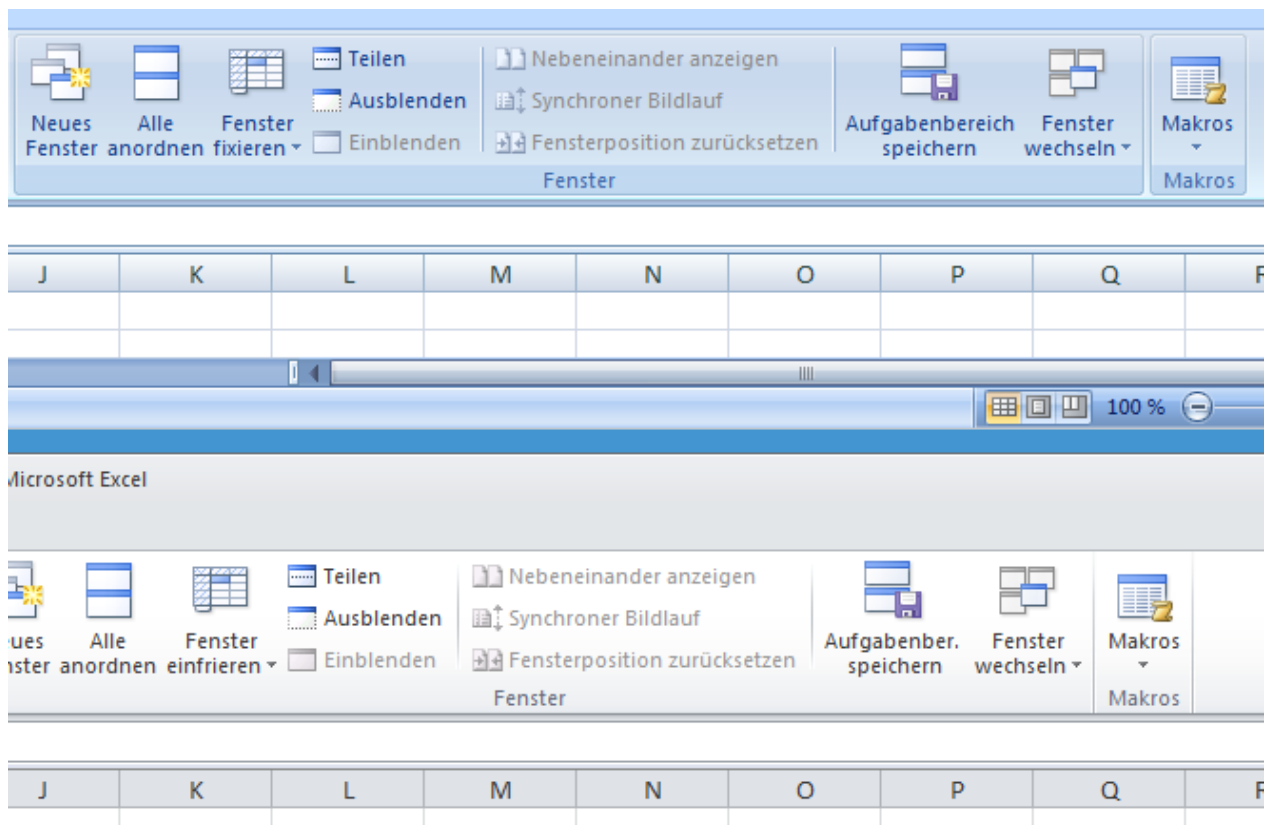 Teilen
Nebeneinander anzeigen
Ausblenden
Synchroner Bildlauf
Neues Fenster
Alle anordnen
Fenster fixieren
Einblenden
Fensterposition zurücksetzen
Aufgabenbereich speichern
Fenster wechseln
Makros
Fenster
Makros
J K L M N O P Q
100 %
Microsoft Excel
Teilen
Nebeneinander anzeigen
Ausblenden
Synchroner Bildlauf
Alle anordnen
Fenster einfrieren
Einblenden
Fensterposition zurücksetzen
Aufgabenber. speichern
Fenster wechseln
Makros
Fenster
Makros
J K L M N O P Q